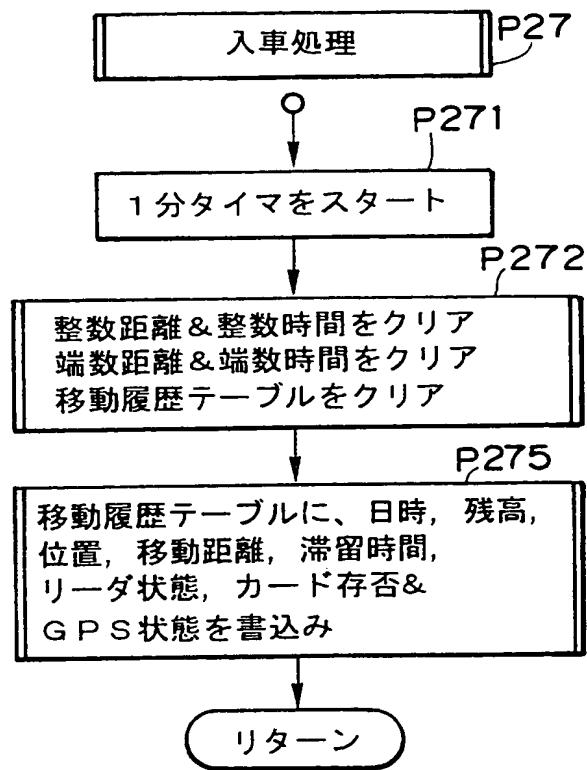 入車処理
P27
P271
1分タイマをスタート
P272
整数距離&整数時間をクリア
端数距離&端数時間をクリア
移動履歴テーブルをクリア
P275
移動履歴テーブルに、日時，残高，
位置，移動距離，滞留時間，
リーダ状態，カード存否&
GPS状態を書込み
リターン